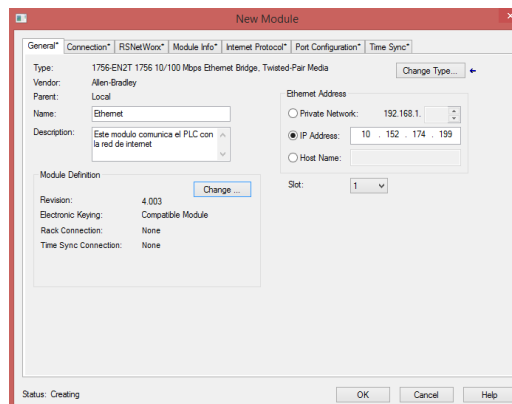 New Module
General* Connection* RSNetWorx* Module Info* Internet Protocol* Port Configuration* Time Sync*
Type: 1756-EN2T 1756 10/100 Mbps Ethernet Bridge, Twisted-Pair Media
Change Type...
Vendor: Allen-Bradley
Parent: Local
Name: Ethernet
Description: Este modulo comunica el PLC con
la red de internet
Ethernet Address
Private Network: 192.168.1.
IP Address: 10 . 152 . 174 . 199
Host Name:
Slot: 1
Module Definition
Change ...
Revision: 4.003
Electronic Keying: Compatible Module
Rack Connection: None
Time Sync Connection: None
Status: Creating
OK Cancel Help